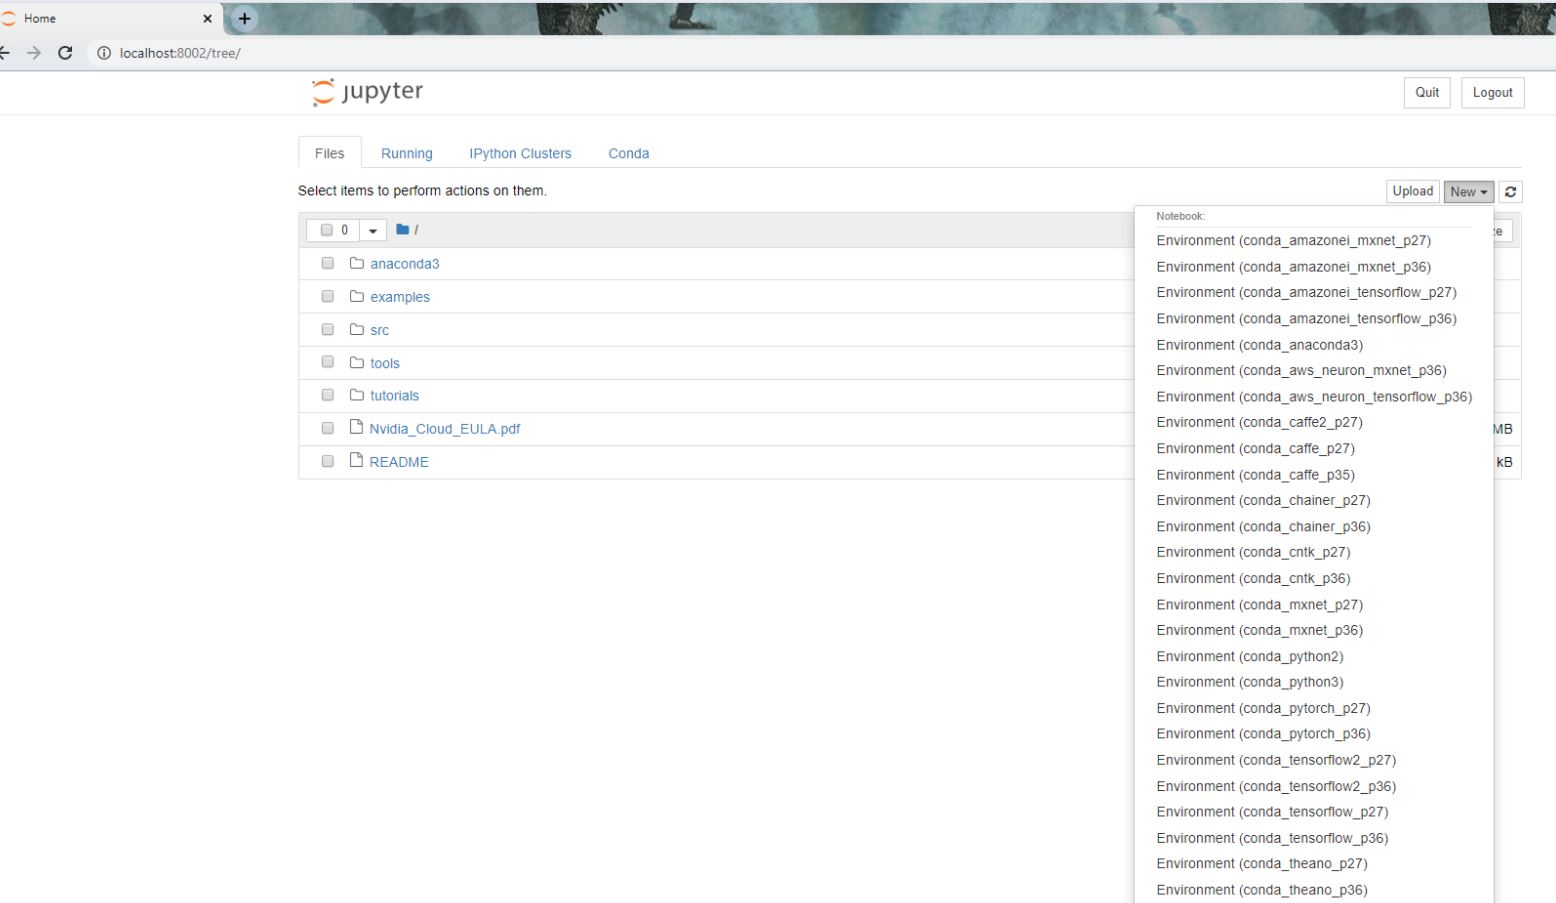 Home
localhost:8002/tree/
jupyter
Quit Logout
Files Running IPython Clusters Conda
Select items to perform actions on them.
Upload New
0 /
Notebook:
anaconda3
examples
src
tools
tutorials
Nvidia_Cloud_EULA.pdf MB
README kB
Environment (conda_amazonei_mxnet_p27)
Environment (conda_amazonei_mxnet_p36)
Environment (conda_amazonei_tensorflow_p27)
Environment (conda_amazonei_tensorflow_p36)
Environment (conda_anaconda3)
Environment (conda_aws_neuron_mxnet_p36)
Environment (conda_aws_neuron_tensorflow_p36)
Environment (conda_caffe2_p27)
Environment (conda_caffe_p27)
Environment (conda_caffe_p35)
Environment (conda_chainer_p27)
Environment (conda_chainer_p36)
Environment (conda_cntk_p27)
Environment (conda_cntk_p36)
Environment (conda_mxnet_p27)
Environment (conda_mxnet_p36)
Environment (conda_python2)
Environment (conda_python3)
Environment (conda_pytorch_p27)
Environment (conda_pytorch_p36)
Environment (conda_tensorflow2_p27)
Environment (conda_tensorflow2_p36)
Environment (conda_tensorflow_p27)
Environment (conda_tensorflow_p36)
Environment (conda_theano_p27)
Environment (conda_theano_p36)